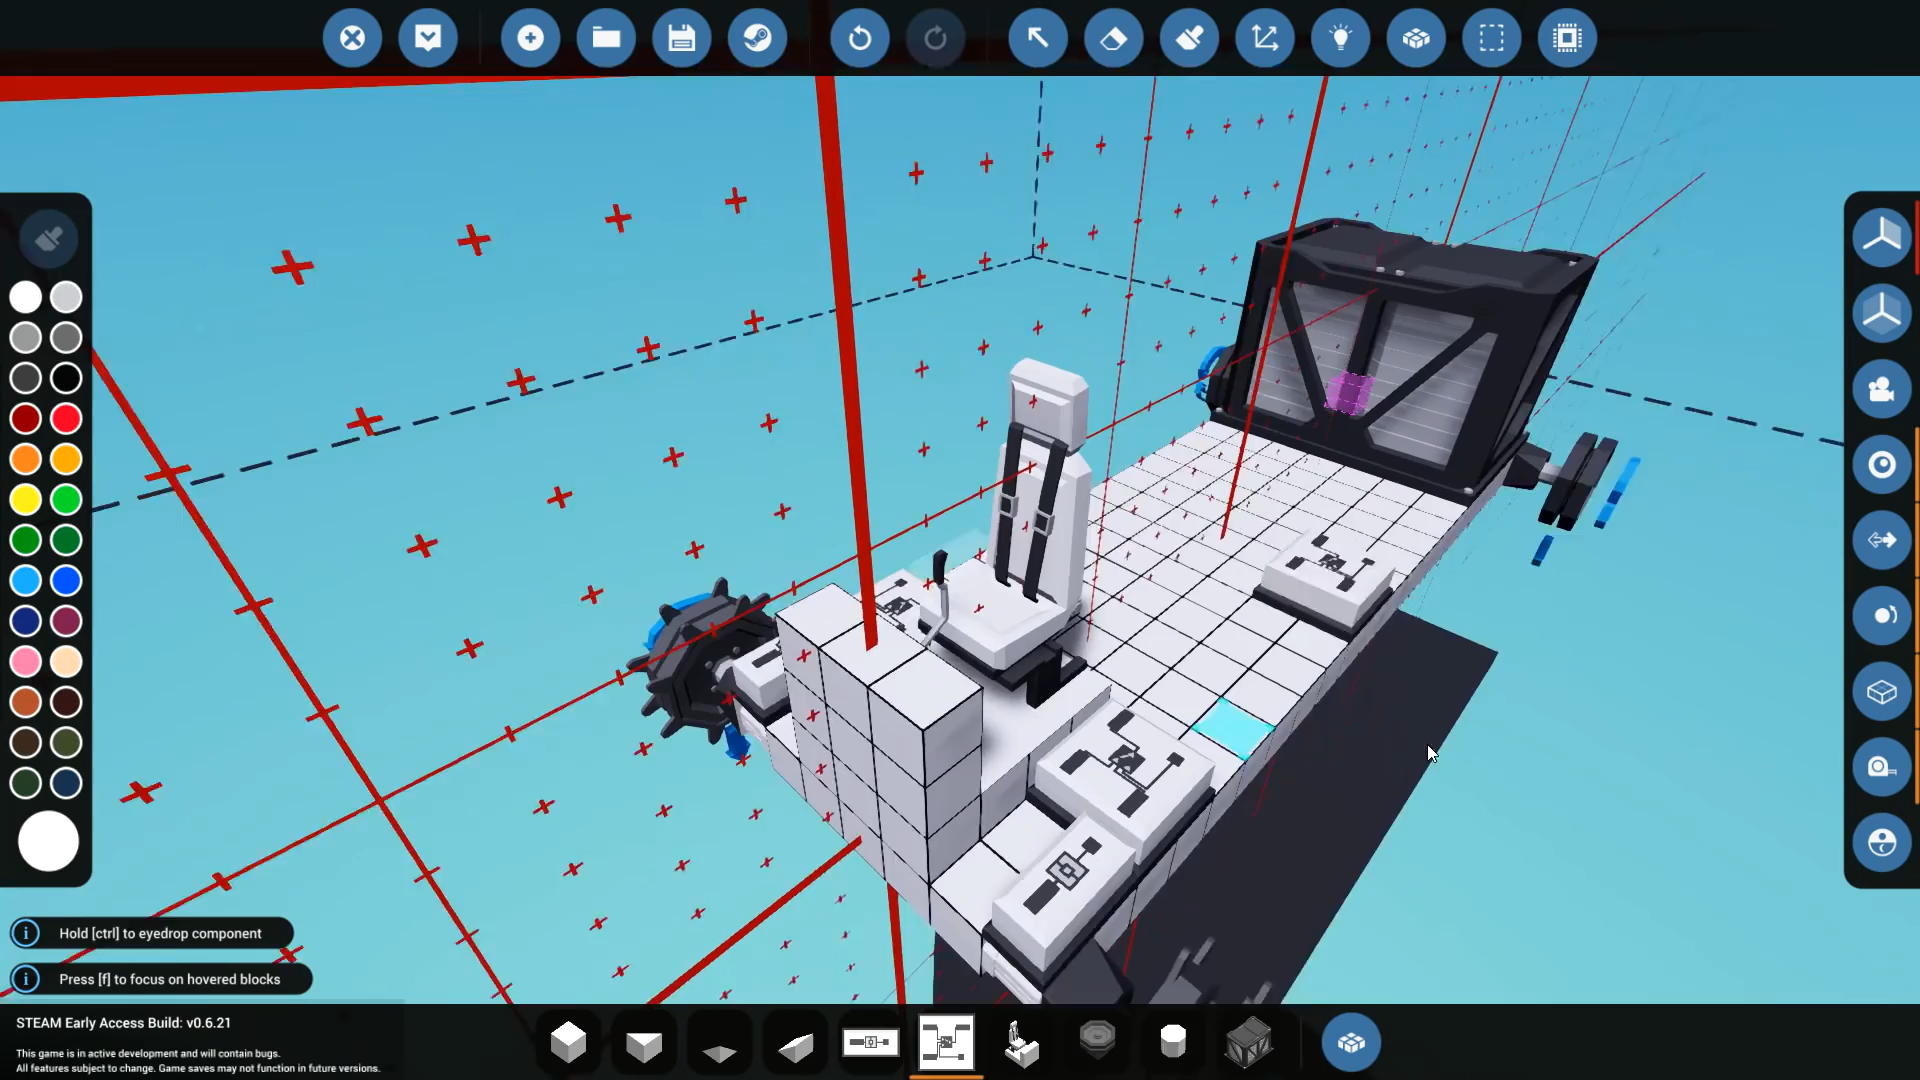 Hold [ctrl] to eyedrop component
Press [f] to focus on hovered blocks
STEAM Early Access Build: v0.6.21
This game is in active development and will contain bugs.
All features subject to change. Game saves may not function in future versions.